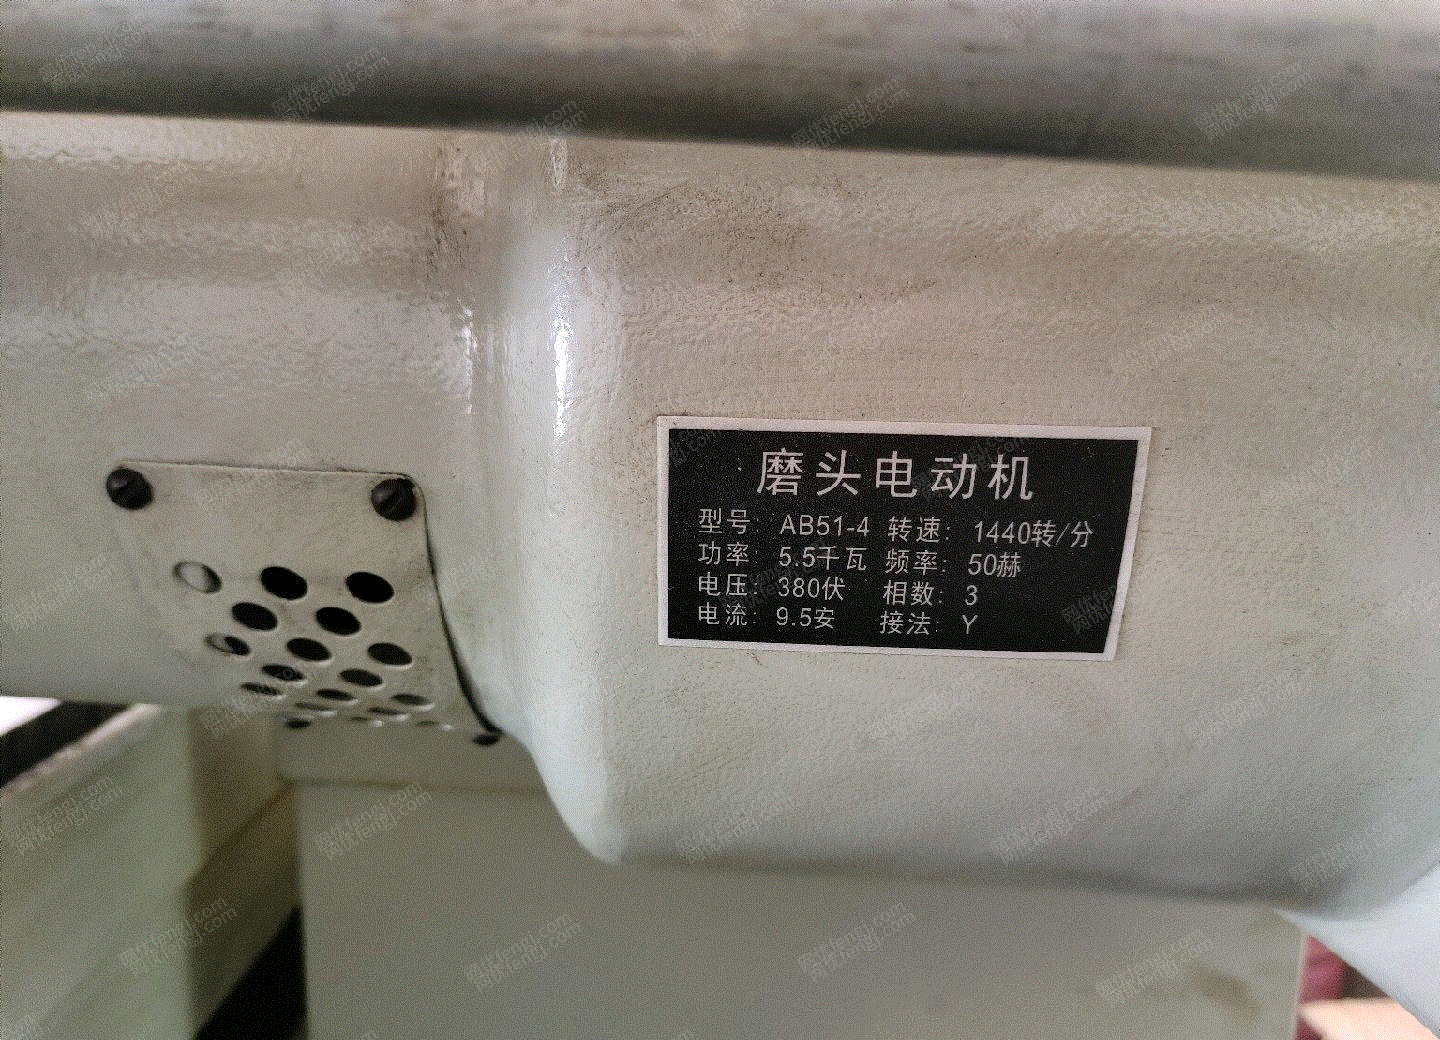 磨头电动机
型号: AB51-4 转速: 1440转/分
功率: 5.5千瓦 频率: 50赫
电压: 380伏 相数: 3
电流: 9.5安 接法: Y